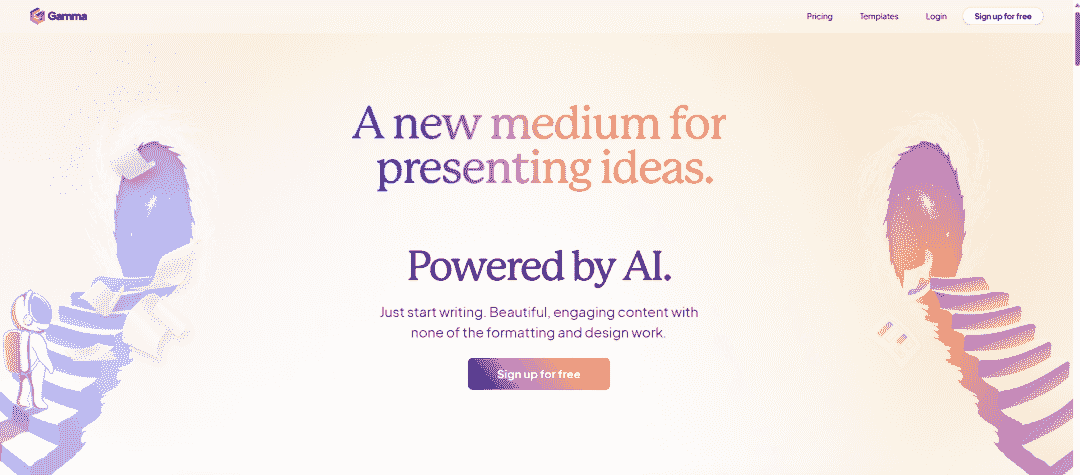 Gamma
Pricing
Templates
Login
Sign up for free
A new medium for
presenting ideas.
Powered by AI.
Just start writing. Beautiful, engaging content with
none of the formatting and design work.
Sign up for free